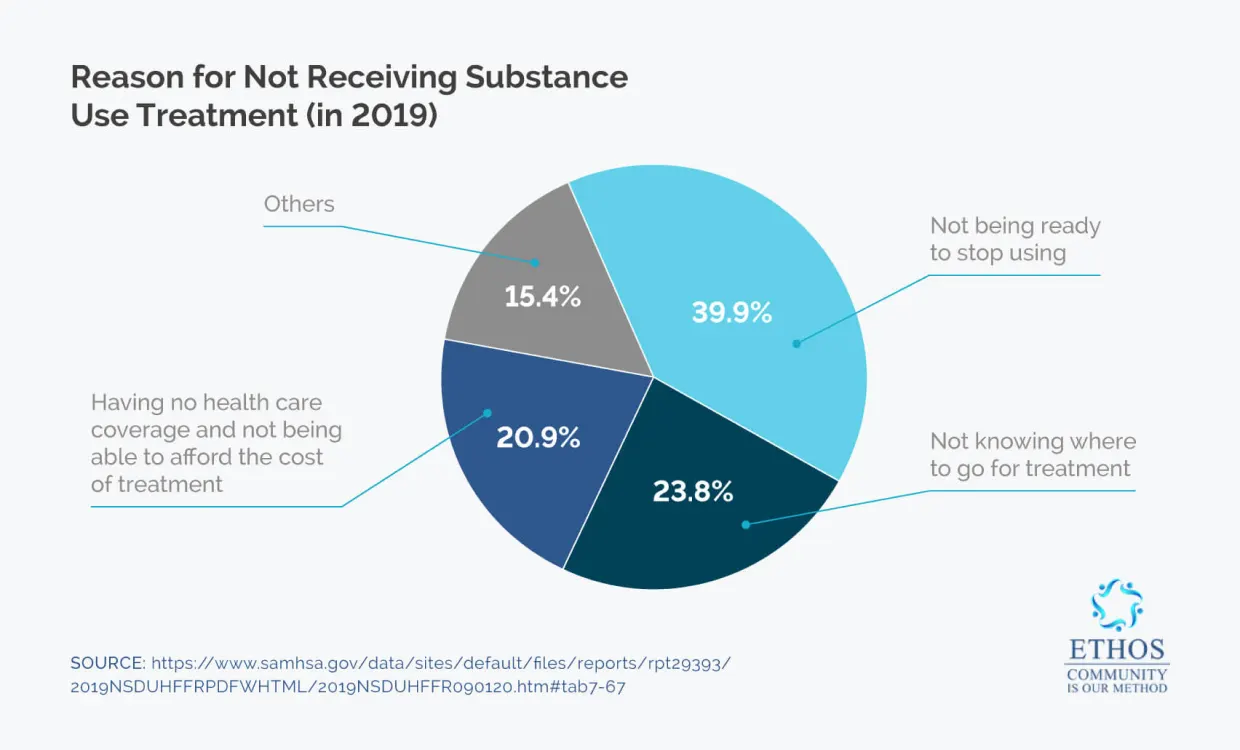 Reason for Not Receiving Substance
Use Treatment (in 2019)
Others
15.4%
39.9%
Not being ready
to stop using
Having no health care
coverage and not being
able to afford the cost
of treatment
20.9%
23.8%
Not knowing where
to go for treatment
SOURCE: https://www.samhsa.gov/data/sites/default/files/reports/rpt29393/
2019NSDUHFFRPDFWHTML/2019NSDUHFFR090120.htm#tab7-67
ETHOS
COMMUNITY
IS OUR METHOD